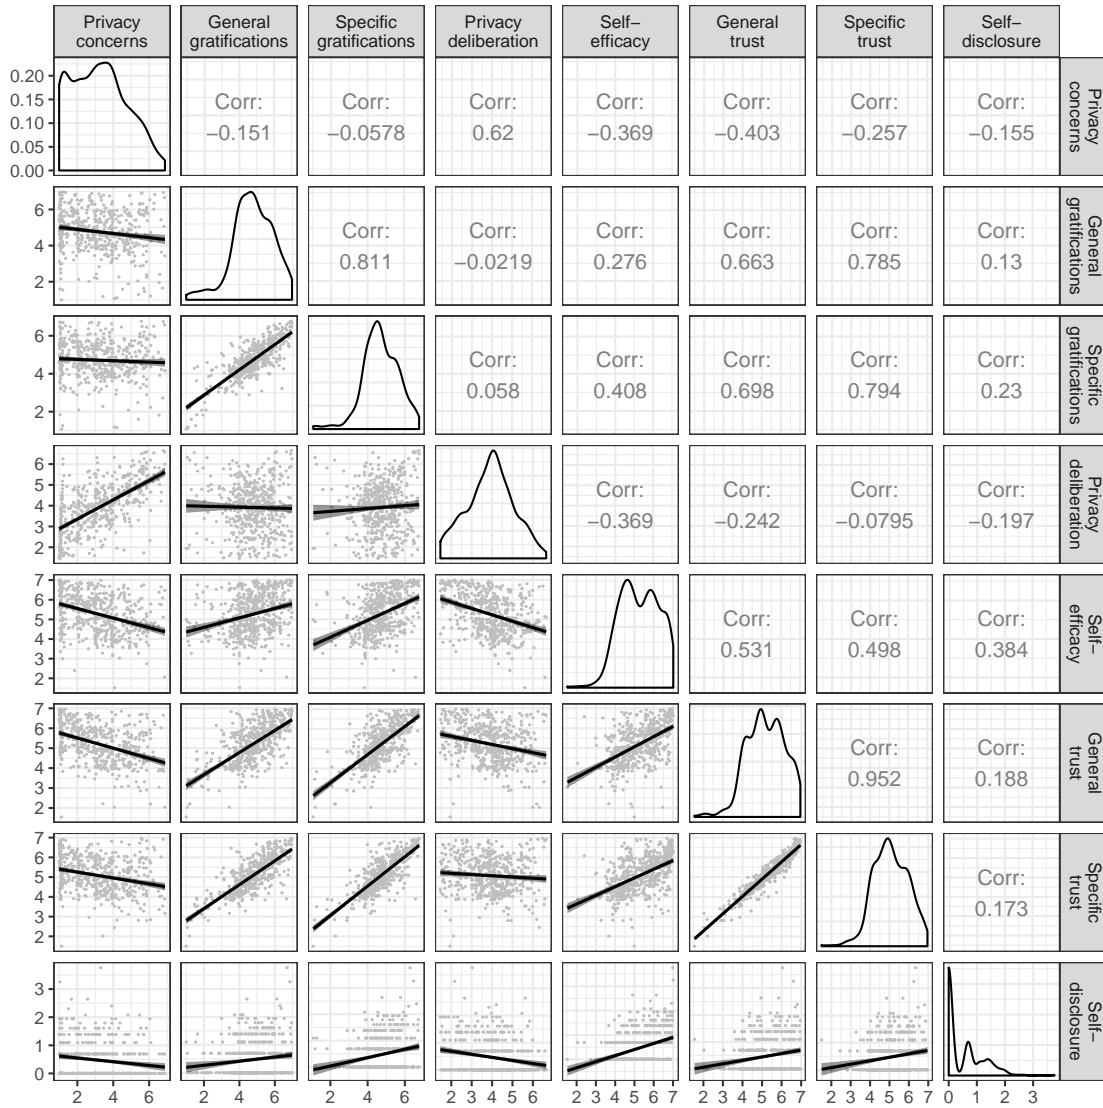 Privacy concerns
General gratifications
Specific gratifications
Privacy deliberation
Self−efficacy
General trust
Specific trust
Self−disclosure
0.20
0.15
0.10
0.05
0.00
Corr: −0.151
Corr: −0.0578
Corr: 0.62
Corr: −0.369
Corr: −0.403
Corr: −0.257
Corr: −0.155
Privacy concerns
6
4
2
Corr: 0.811
Corr: −0.0219
Corr: 0.276
Corr: 0.663
Corr: 0.785
Corr: 0.13
General gratifications
6
4
2
Corr: 0.058
Corr: 0.408
Corr: 0.698
Corr: 0.794
Corr: 0.23
Specific gratifications
6
5
4
3
2
Corr: −0.369
Corr: −0.242
Corr: −0.0795
Corr: −0.197
Privacy deliberation
7
6
5
4
3
2
Corr: 0.531
Corr: 0.498
Corr: 0.384
Self−efficacy
7
6
5
4
3
2
Corr: 0.952
Corr: 0.188
General trust
7
6
5
4
3
2
Corr: 0.173
Specific trust
3
2
1
0
Self−disclosure
2 4 6
2 4 6
2 4 6
2 3 4 5 6
2 3 4 5 6 7
2 3 4 5 6 7
2 3 4 5 6 7
0 1 2 3